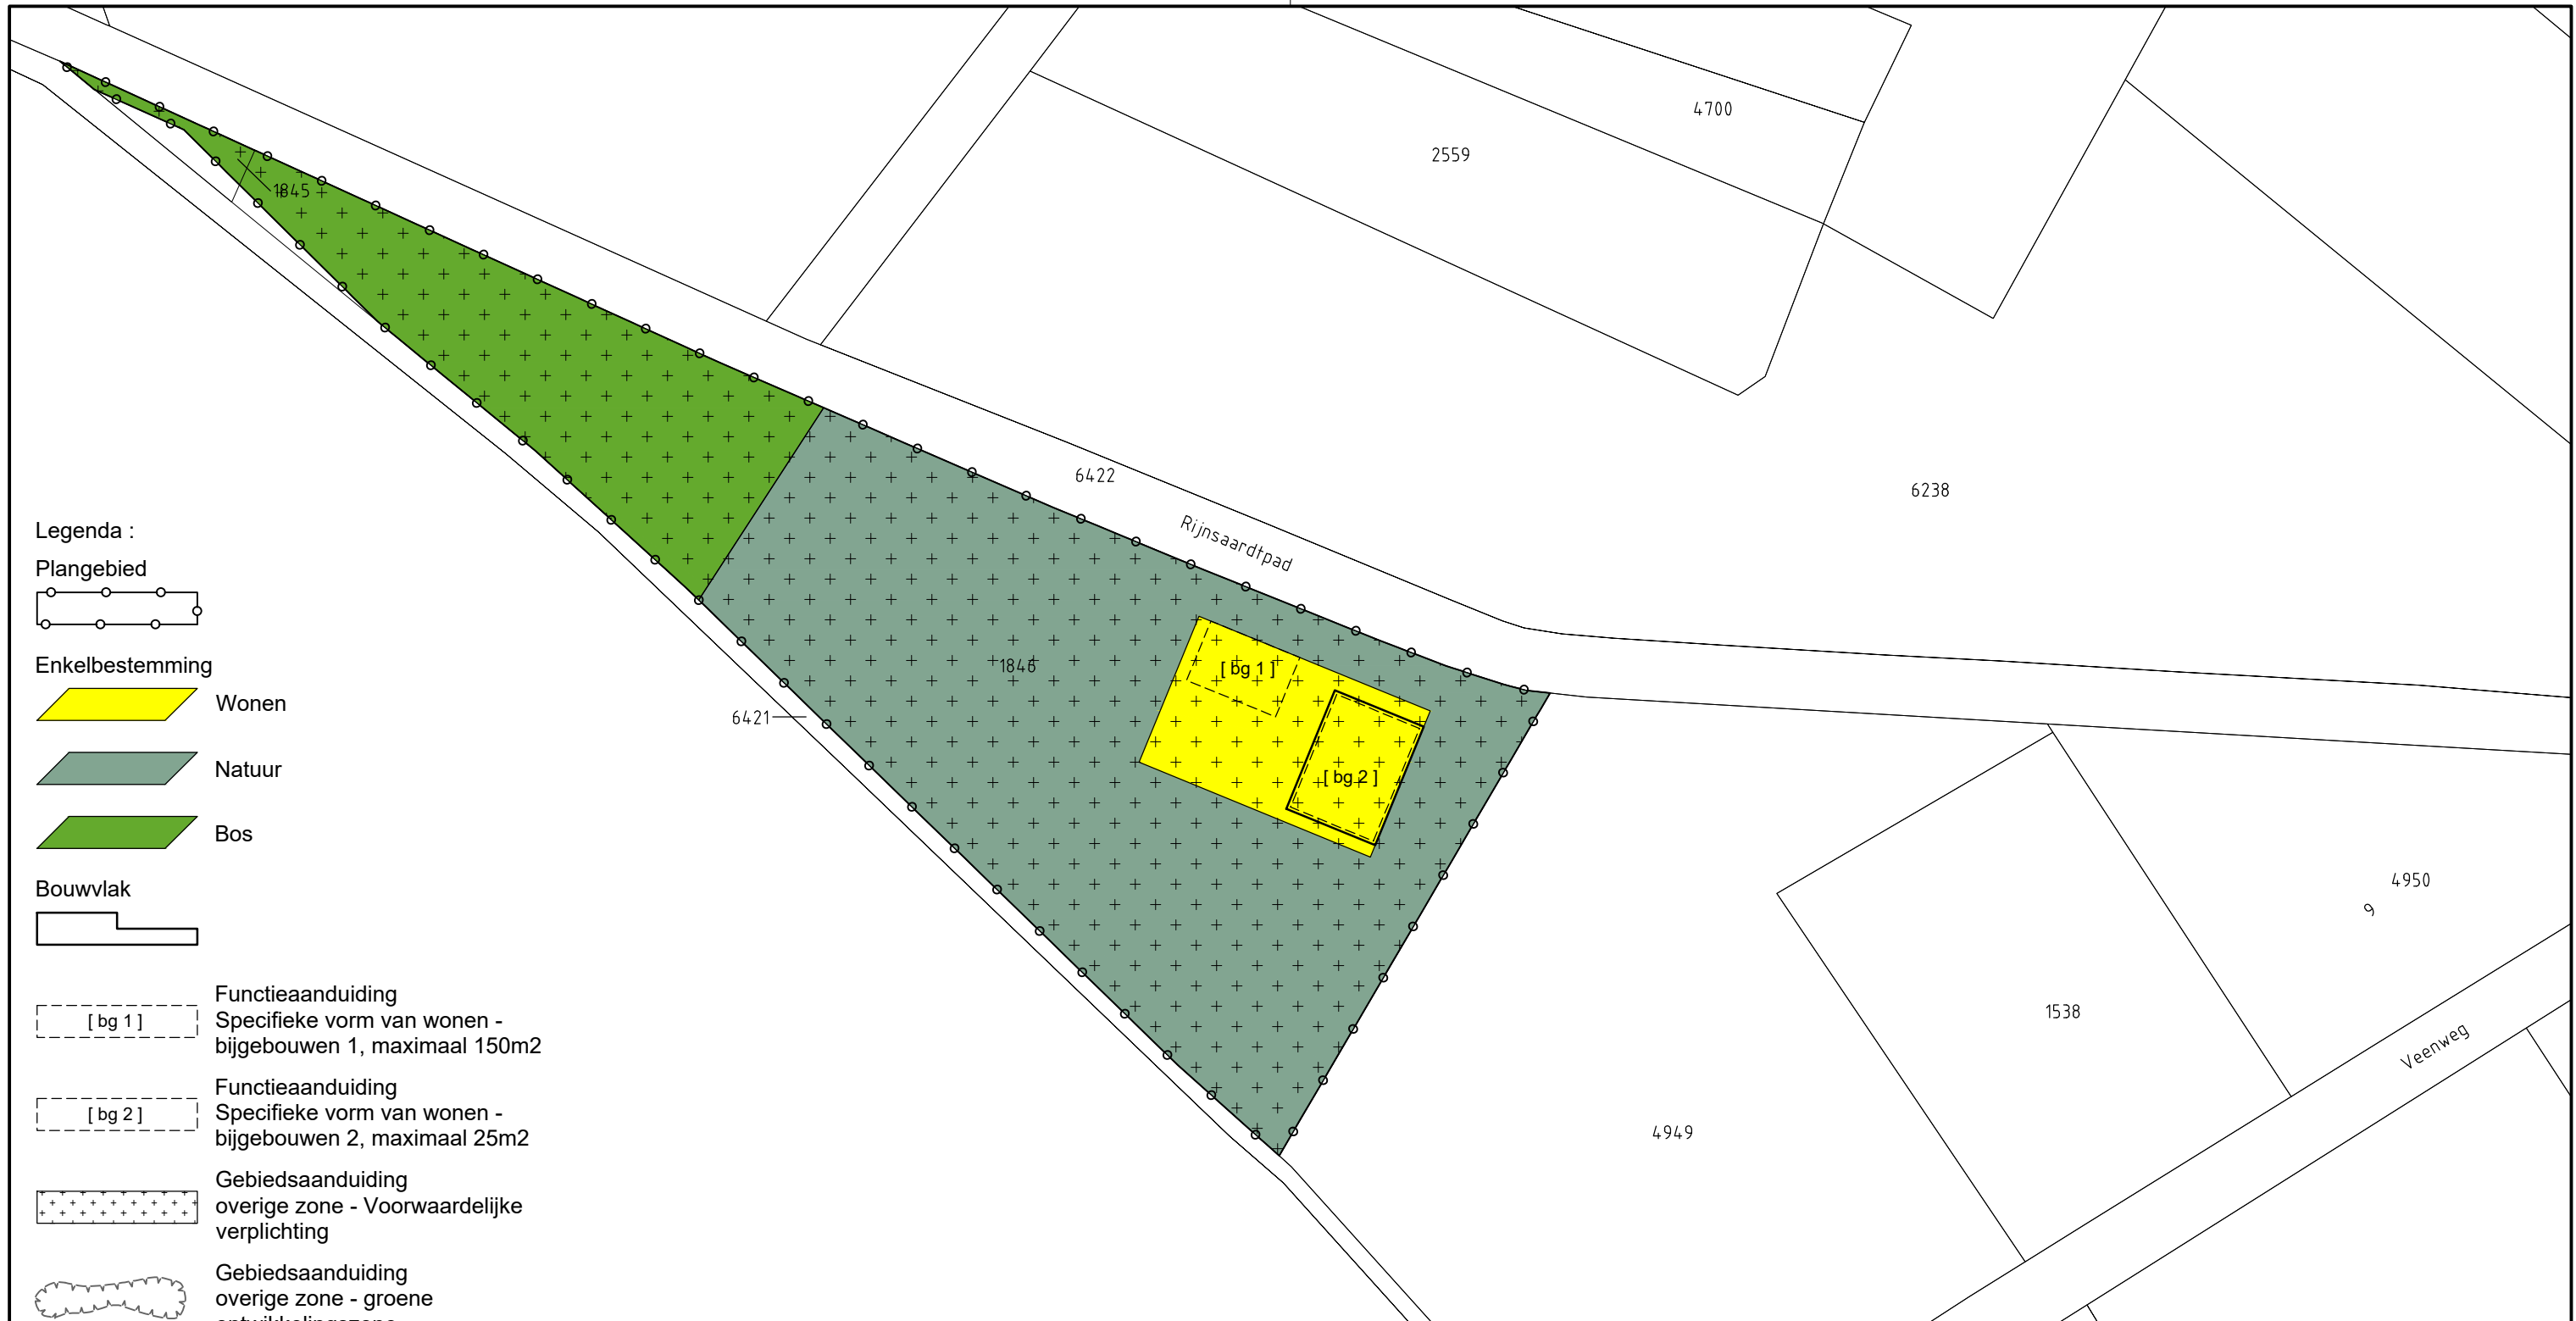 4700
2559
1845
6422
6238
Rijnsaardtpad
1846
[ bg 1 ]
6421
[ bg 2 ]
4950
9
1538
Veenweg
4949
Legenda :
Plangebied
Enkelbestemming
Wonen
Natuur
Bos
Bouwvlak
[ bg 1 ]
Functieaanduiding
Specifieke vorm van wonen -
bijgebouwen 1, maximaal 150m2
[ bg 2 ]
Functieaanduiding
Specifieke vorm van wonen -
bijgebouwen 2, maximaal 25m2
Gebiedsaanduiding
overige zone - Voorwaardelijke
verplichting
Gebiedsaanduiding
overige zone - groene